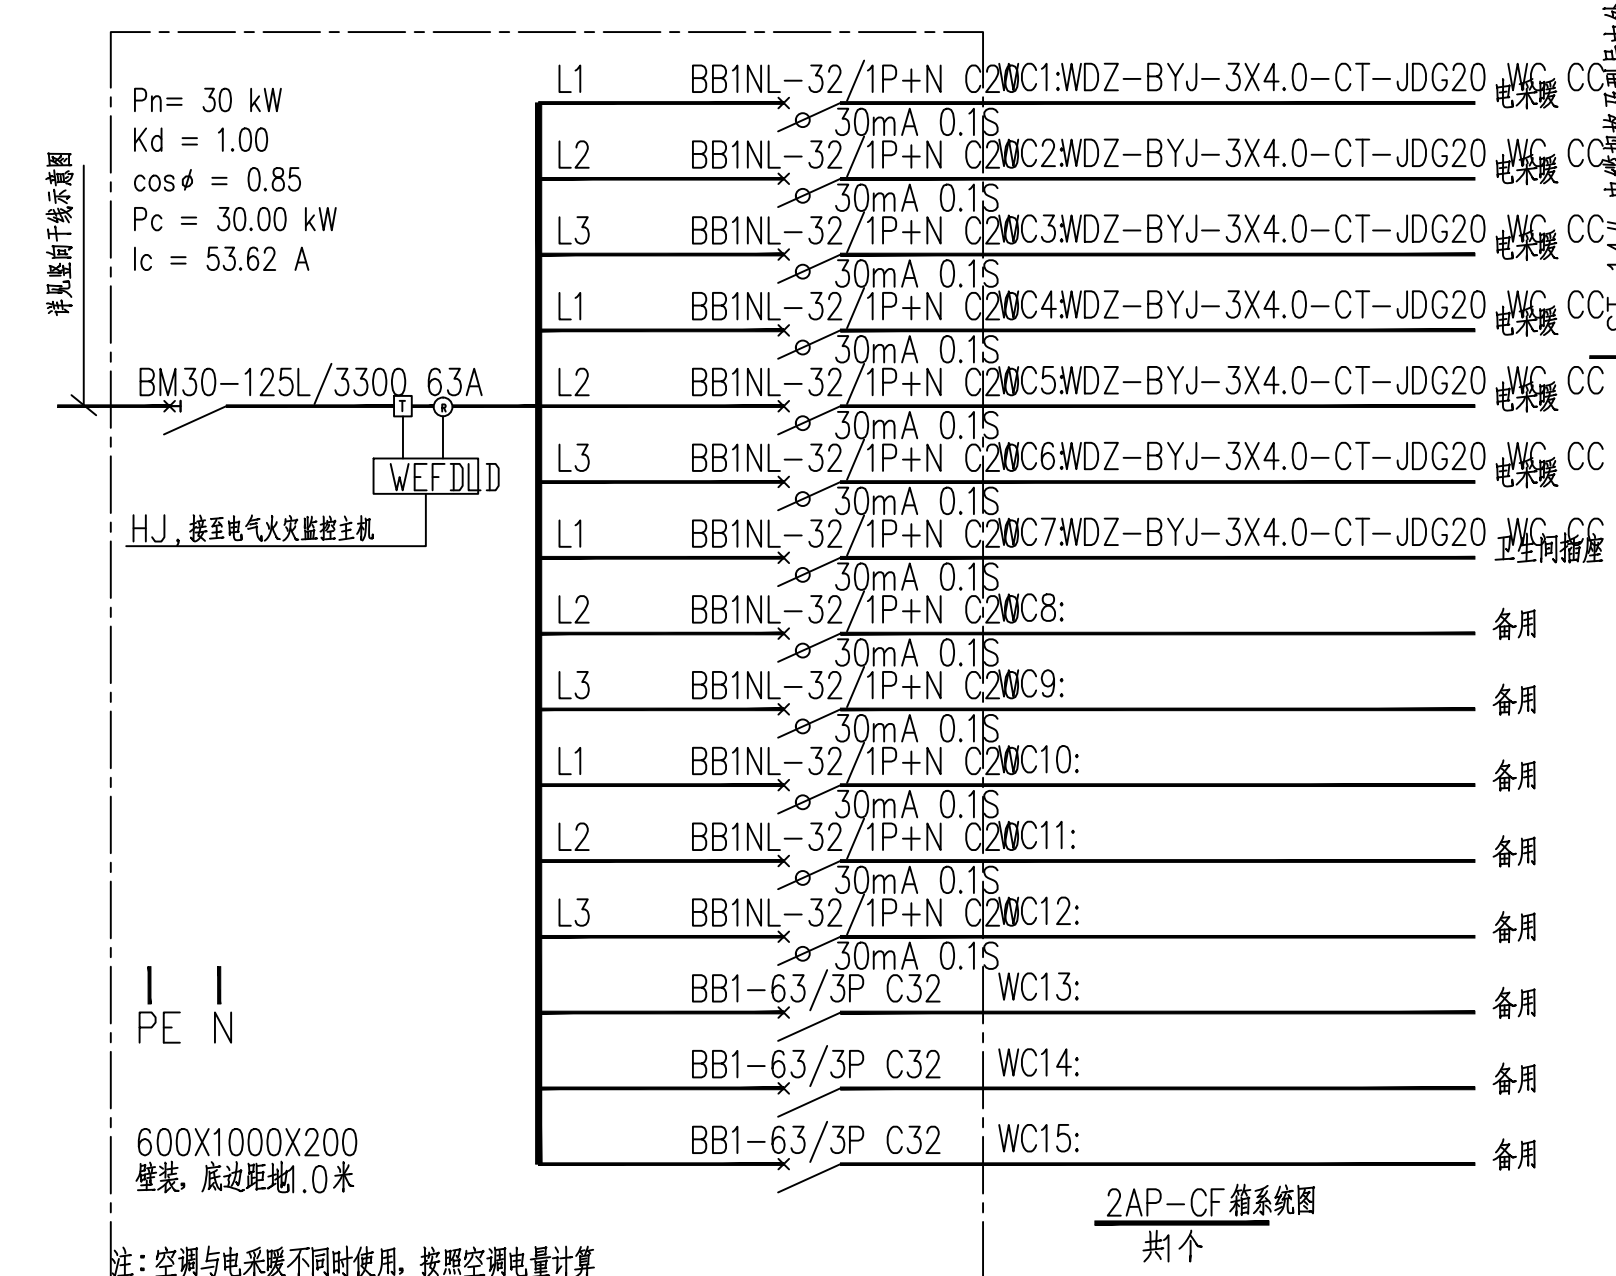 Pn= 30 kW
Kd = 1.00
cosφ = 0.85
Pc = 30.00 kW
Ic = 53.62 A
详见竖向干线示意图
BM30-125L/3300 63A
T
R
WEFDLD
HJ,接至电气火灾监控主机
L1 BB1NL-32/1P+N C20 WC1:WDZ-BYJ-3X4.0-CT-JDG20 WC CC 电采暖
30mA 0.1S
L2 BB1NL-32/1P+N C20 WC2:WDZ-BYJ-3X4.0-CT-JDG20 WC CC 电采暖
30mA 0.1S
L3 BB1NL-32/1P+N C20 WC3:WDZ-BYJ-3X4.0-CT-JDG20 WC CC 电采暖
30mA 0.1S
L1 BB1NL-32/1P+N C20 WC4:WDZ-BYJ-3X4.0-CT-JDG20 WC CC 电采暖
30mA 0.1S
L2 BB1NL-32/1P+N C20 WC5:WDZ-BYJ-3X4.0-CT-JDG20 WC CC 电采暖
30mA 0.1S
L3 BB1NL-32/1P+N C20 WC6:WDZ-BYJ-3X4.0-CT-JDG20 WC CC 电采暖
30mA 0.1S
L1 BB1NL-32/1P+N C20 WC7:WDZ-BYJ-3X4.0-CT-JDG20 WC CC 卫生间插座
30mA 0.1S
L2 BB1NL-32/1P+N C20 WC8: 备用
30mA 0.1S
L3 BB1NL-32/1P+N C20 WC9: 备用
30mA 0.1S
L1 BB1NL-32/1P+N C20 WC10: 备用
30mA 0.1S
L2 BB1NL-32/1P+N C20 WC11: 备用
30mA 0.1S
L3 BB1NL-32/1P+N C20 WC12: 备用
30mA 0.1S
BB1-63/3P C32 WC13: 备用
BB1-63/3P C32 WC14: 备用
BB1-63/3P C32 WC15: 备用
PE N
600X1000X200
壁装，底边距地1.0米
2AP-CF箱系统图
共1个
注：空调与电采暖不同时使用，按照空调电量计算